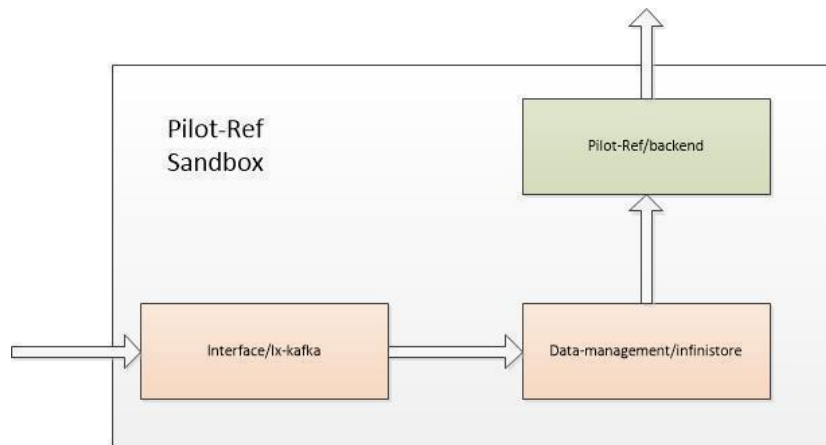 Pilot-Ref
Sandbox
Pilot-Ref/backend
Interface/lx-kafka
Data-management/infinistore